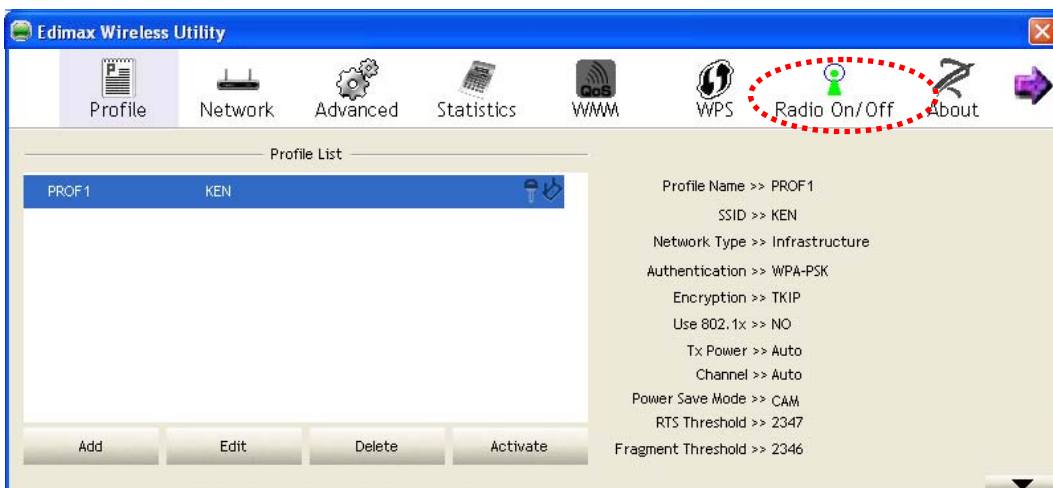 Edimax Wireless Utility
P
QoS
Profile Network Advanced Statistics WMM WPS Radio On/Off About
Profile List
PROF1 KEN
Profile Name >> PROF1
SSID >> KEN
Network Type >> Infrastructure
Authentication >> WPA-PSK
Encryption >> TKIP
Use 802.1x >> NO
Tx Power >> Auto
Channel >> Auto
Power Save Mode >> CAM
RTS Threshold >> 2347
Fragment Threshold >> 2346
Add Edit Delete Activate